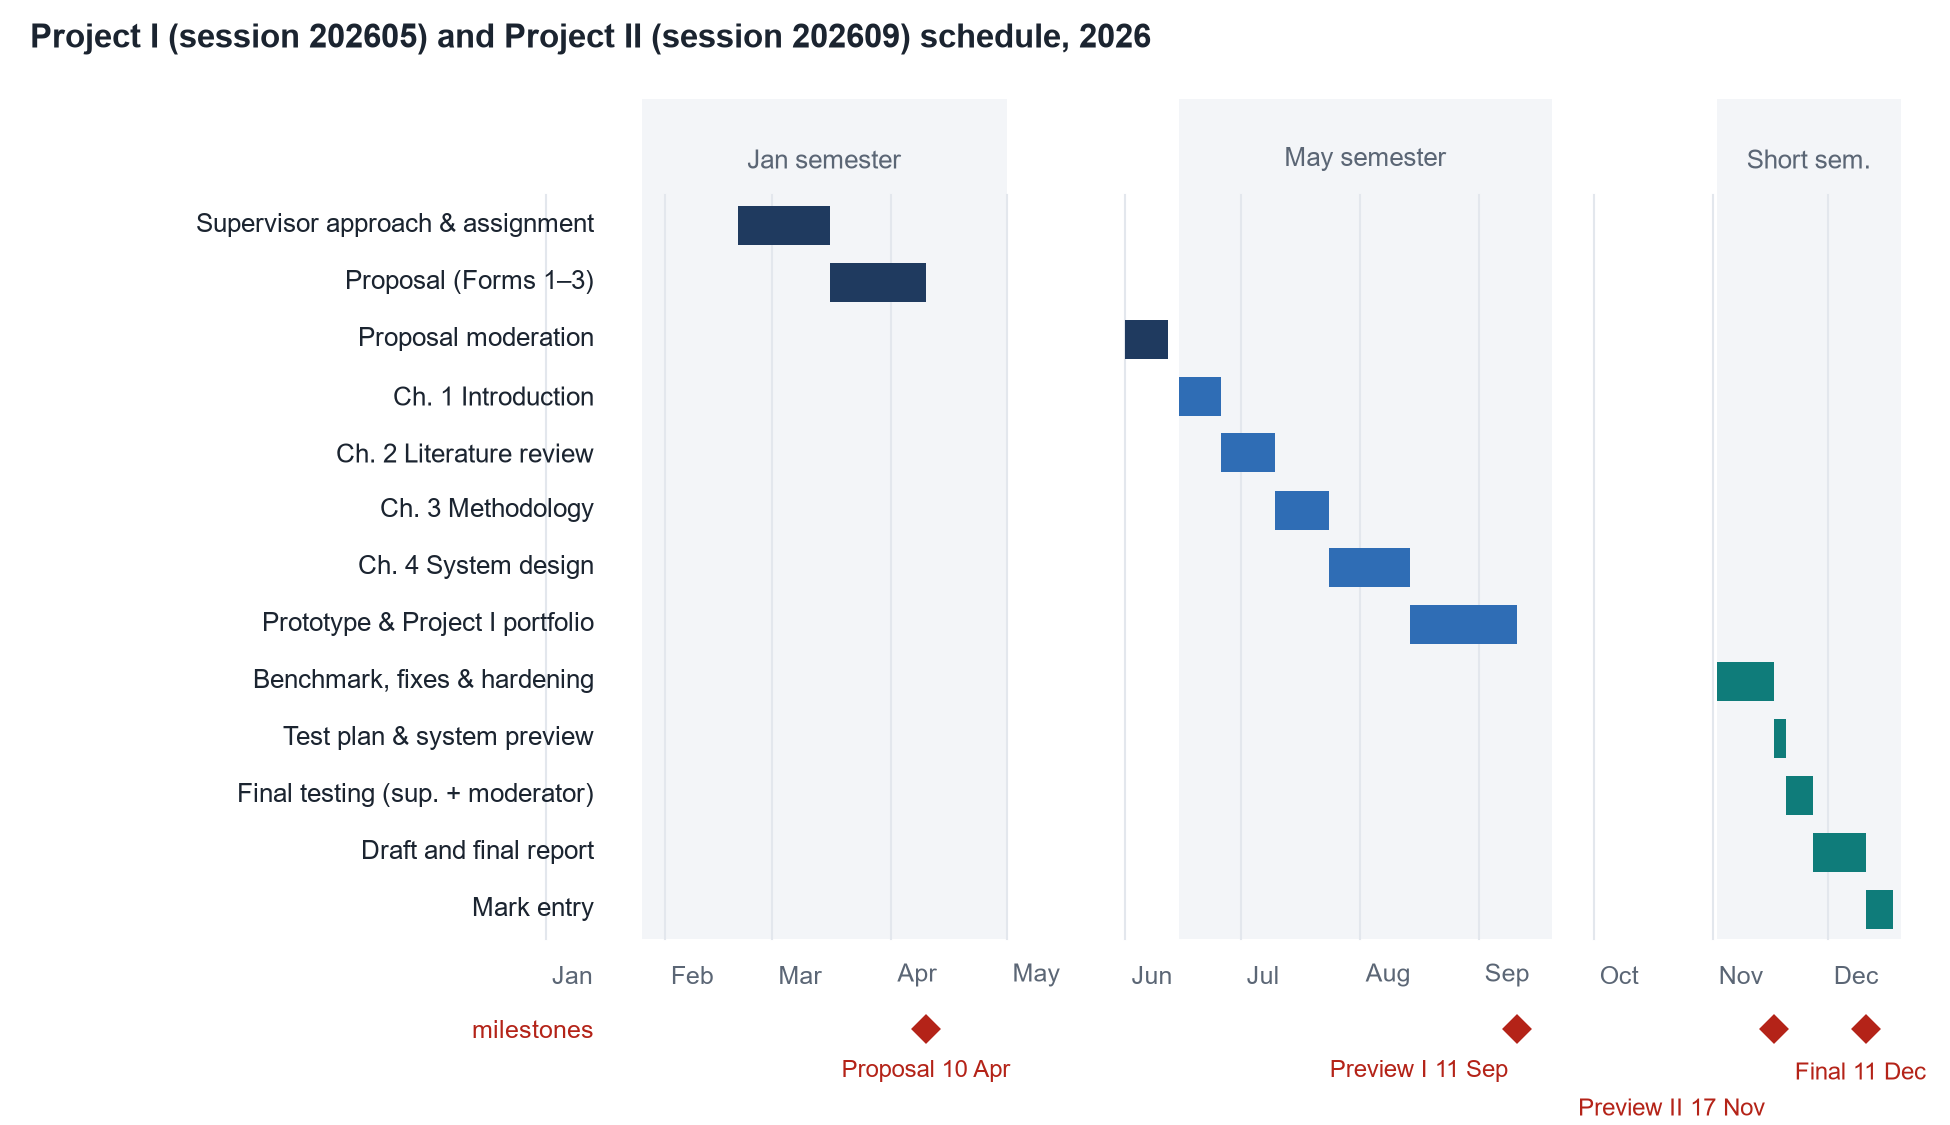 Project I (session 202605) and Project II (session 202609) schedule, 2026
Jan semester
May semester
Short sem.
Supervisor approach & assignment
Proposal (Forms 1–3)
Proposal moderation
Ch. 1 Introduction
Ch. 2 Literature review
Ch. 3 Methodology
Ch. 4 System design
Prototype & Project I portfolio
Benchmark, fixes & hardening
Test plan & system preview
Final testing (sup. + moderator)
Draft and final report
Mark entry
Jan Feb Mar Apr May Jun Jul Aug Sep Oct Nov Dec
milestones
Proposal 10 Apr
Preview I 11 Sep
Final 11 Dec
Preview II 17 Nov